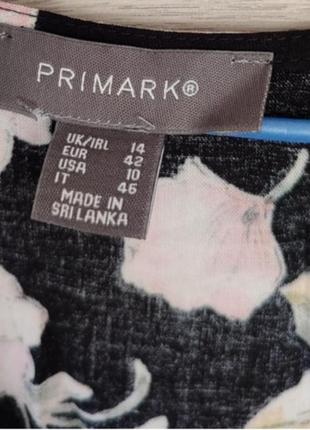 PRIMARK®
UK/IRL 14
EUR 42
USA 10
IT 46
MADE IN
SRI LANKA